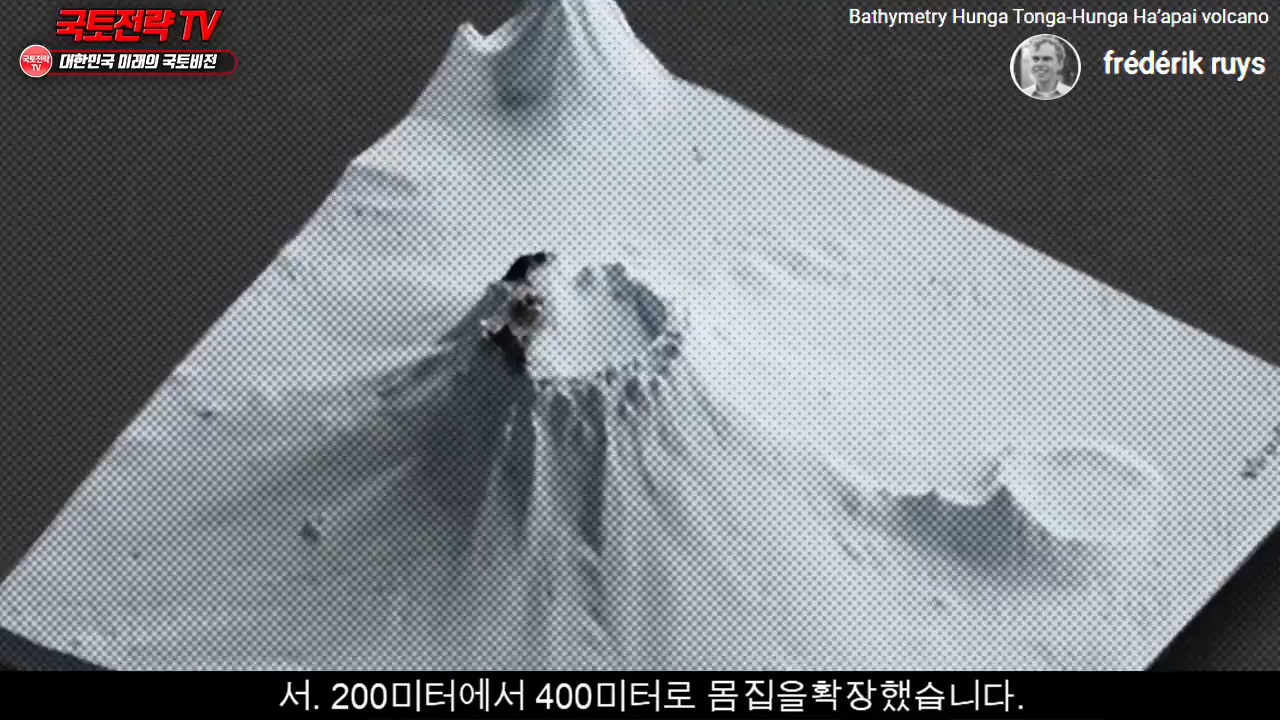 국토전략 TV
국토전략
TV
대한민국 미래의 국토비전
Bathymetry Hunga Tonga-Hunga Ha’apai volcano
frédérik ruys
서. 200미터에서 400미터로 몸집을확장했습니다.